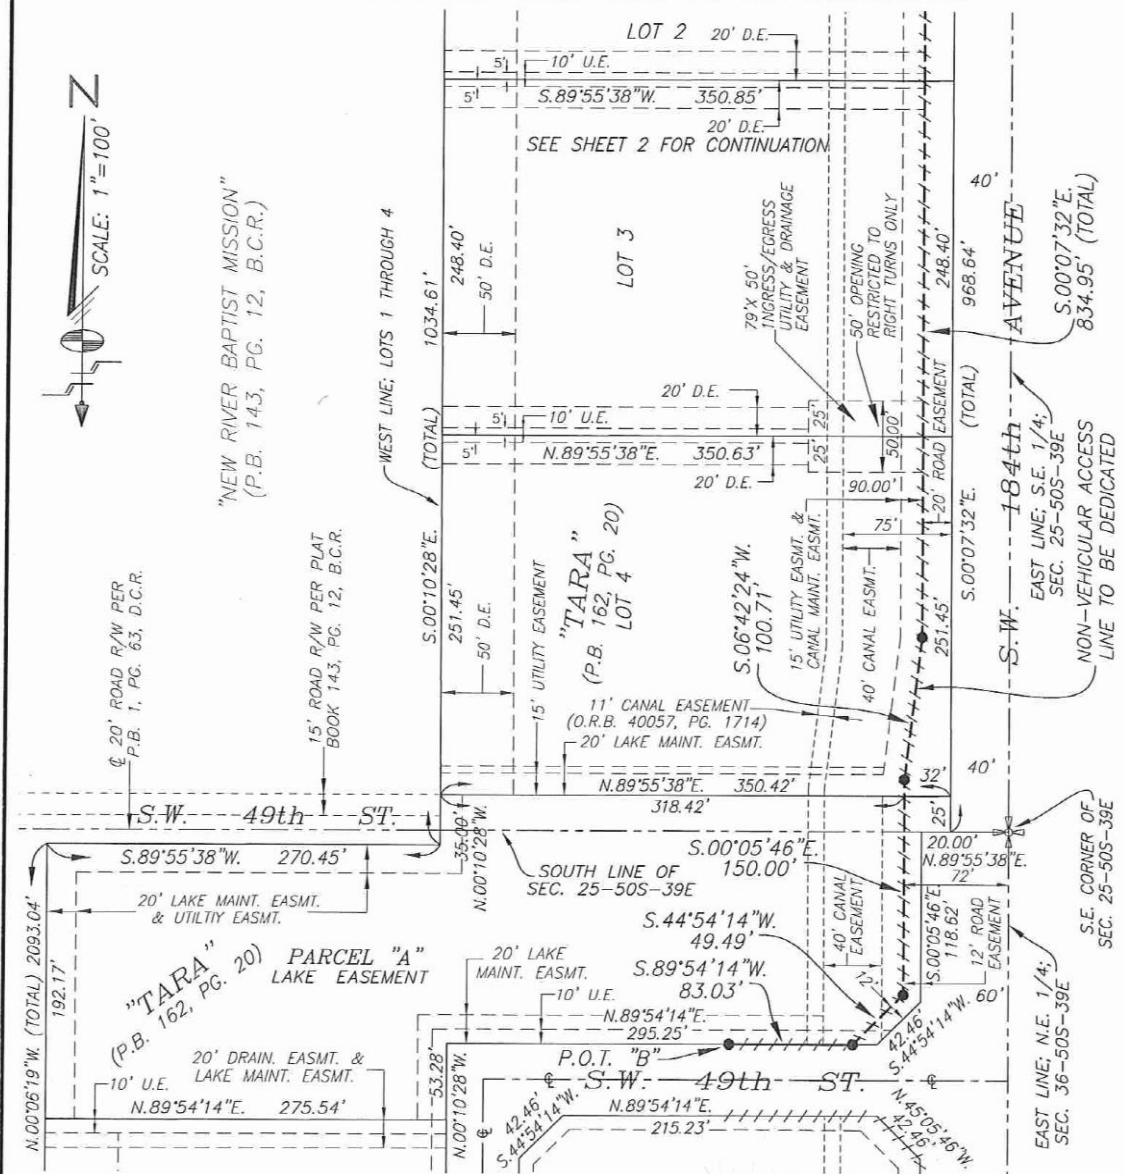 LOT 2
20' D.E.
5'
10' U.E.
5'
S.89°55'38"W. 350.85'
20' D.E.
SEE SHEET 2 FOR CONTINUATION
N
SCALE: 1"=100'
"NEW RIVER BAPTIST MISSION"
(P.B. 143, PG. 12, B.C.R.)
WEST LINE; LOTS 1 THROUGH 4
1034.61'
(TOTAL)
S.00°10'28"E.
248.40'
50' D.E.
LOT 3
79'X 50'
INGRESS/EGRESS
UTILITY & DRAINAGE
EASEMENT
50' OPENING
RESTRICTED TO
RIGHT TURNS ONLY
248.40'
968.64'
(TOTAL)
S.00°07'32"E.
40'
S.W. 184th AVENUE
S.00°07'32"E.
834.95' (TOTAL)
EAST LINE; S.E. 1/4;
SEC. 25-50S-39E
NON-VEHICULAR ACCESS
LINE TO BE DEDICATED
20' D.E.
5'
10' U.E.
5'
N.89°55'38"E. 350.63'
20' D.E.
25'
25'
50.00'
20' ROAD EASEMENT
90.00'
75'
15' UTILITY EASMT. &
CANAL MAINT. EASMT.
40' CANAL EASMT.
S.06°42'24"W.
100.71'
251.45'
"TARA"
(P.B. 162, PG. 20)
LOT 4
251.45'
50' D.E.
15' UTILITY EASEMENT
℄ 20' ROAD R/W PER
P.B. 1, PG. 63, D.C.R.
15' ROAD R/W PER PLAT
BOOK 143, PG. 12, B.C.R.
11' CANAL EASEMENT
(O.R.B. 40057, PG. 1714)
20' LAKE MAINT. EASMT.
N.89°55'38"E. 350.42'
318.42'
32'
40'
25'
S.W. 49th ST.
S.89°55'38"W. 270.45'
35.00'
N.00°10'28"W.
SOUTH LINE OF
SEC. 25-50S-39E
S.00°05'46"E.
150.00'
20.00'
N.89°55'38"E.
72'
S.E. CORNER OF
SEC. 25-50S-39E
20' LAKE MAINT. EASMT.
& UTILTIY EASMT.
N.00°06'19"W. (TOTAL) 2093.04'
192.17'
"TARA"
(P.B. 162, PG. 20)
PARCEL "A"
LAKE EASEMENT
S.44°54'14"W.
49.49'
S.89°54'14"W.
83.03'
40' CANAL
EASEMENT
S.00°05'46"E.
118.62'
12' ROAD
EASEMENT
60'
20' LAKE
MAINT. EASMT.
10' U.E.
N.89°54'14"E.
295.25'
P.O.T. "B"
42.46'
S.44°54'14"W.
EAST LINE; N.E. 1/4;
SEC. 36-50S-39E
20' DRAIN. EASMT. &
LAKE MAINT. EASMT.
10' U.E.
N.89°54'14"E. 275.54'
53.28'
N.00°10'28"W.
℄
℄ S.W. 49th ST. ℄
42.46'
S.44°54'14"W.
N.89°54'14"E.
215.23'
N.45°05'46"W
42.46'